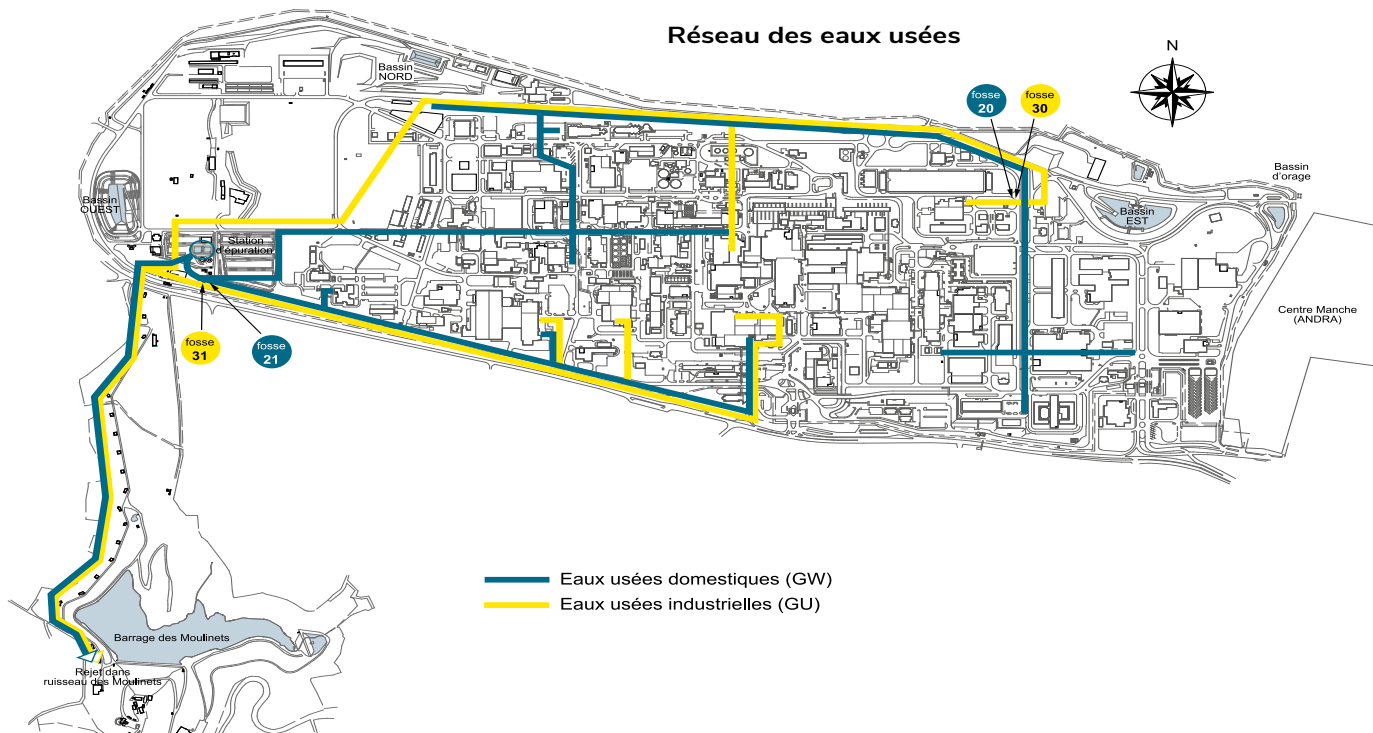 Réseau des eaux usées
N
Bassin
NORD
fosse
20
fosse
30
Bassin
d'orage
Bassin
OUEST
Bassin
EST
Station
d'épuration
Centre Manche
(ANDRA)
fosse
31
fosse
21
Eaux usées domestiques (GW)
Eaux usées industrielles (GU)
Barrage des Moulinets
Rejet dans
ruisseau des Moulinets